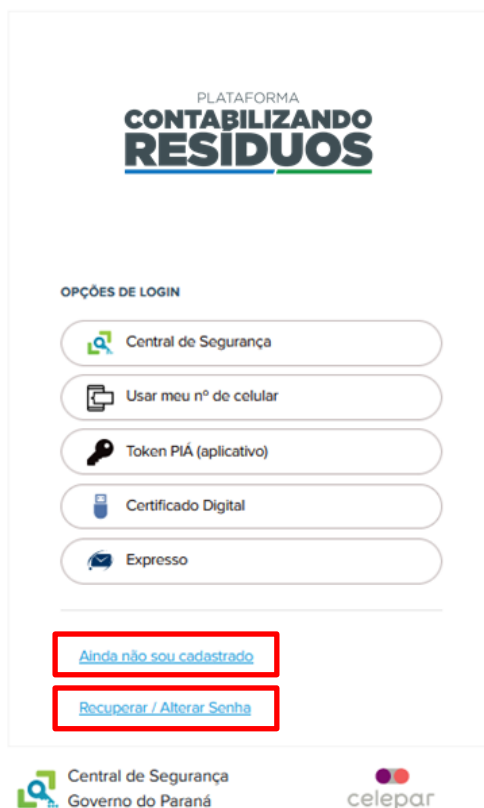 PLATAFORMA
CONTABILIZANDO
RESÍDUOS
OPÇÕES DE LOGIN
Central de Segurança
Usar meu nº de celular
Token PIÁ (aplicativo)
Certificado Digital
Expresso
Ainda não sou cadastrado
Recuperar / Alterar Senha
Central de Segurança
Governo do Paraná
celepar